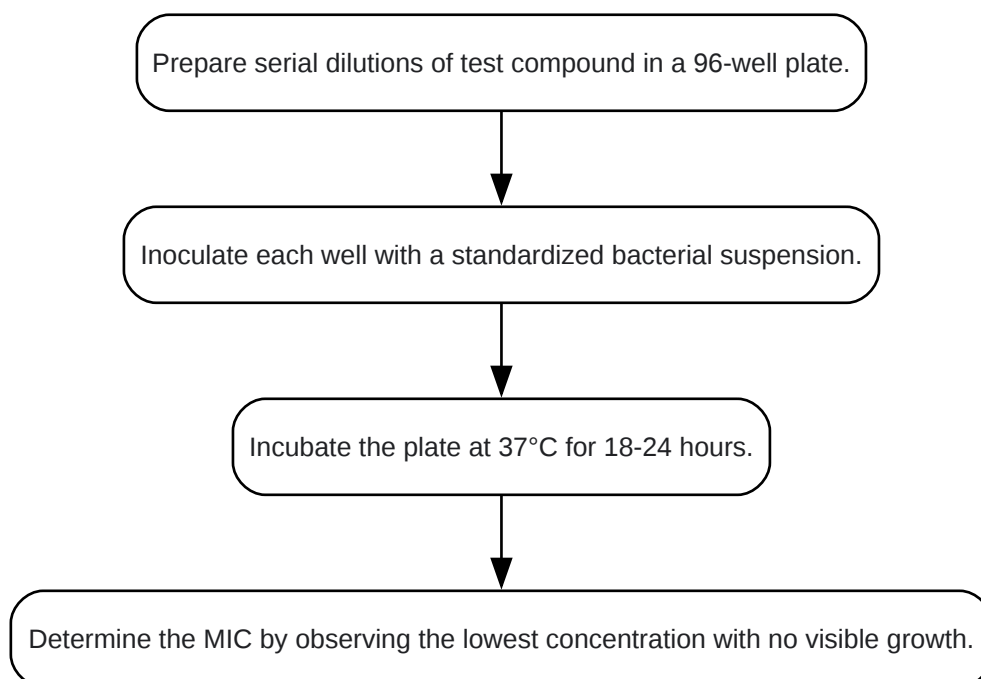 Prepare serial dilutions of test compound in a 96-well plate.
Inoculate each well with a standardized bacterial suspension.
Incubate the plate at 37°C for 18-24 hours.
Determine the MIC by observing the lowest concentration with no visible growth.